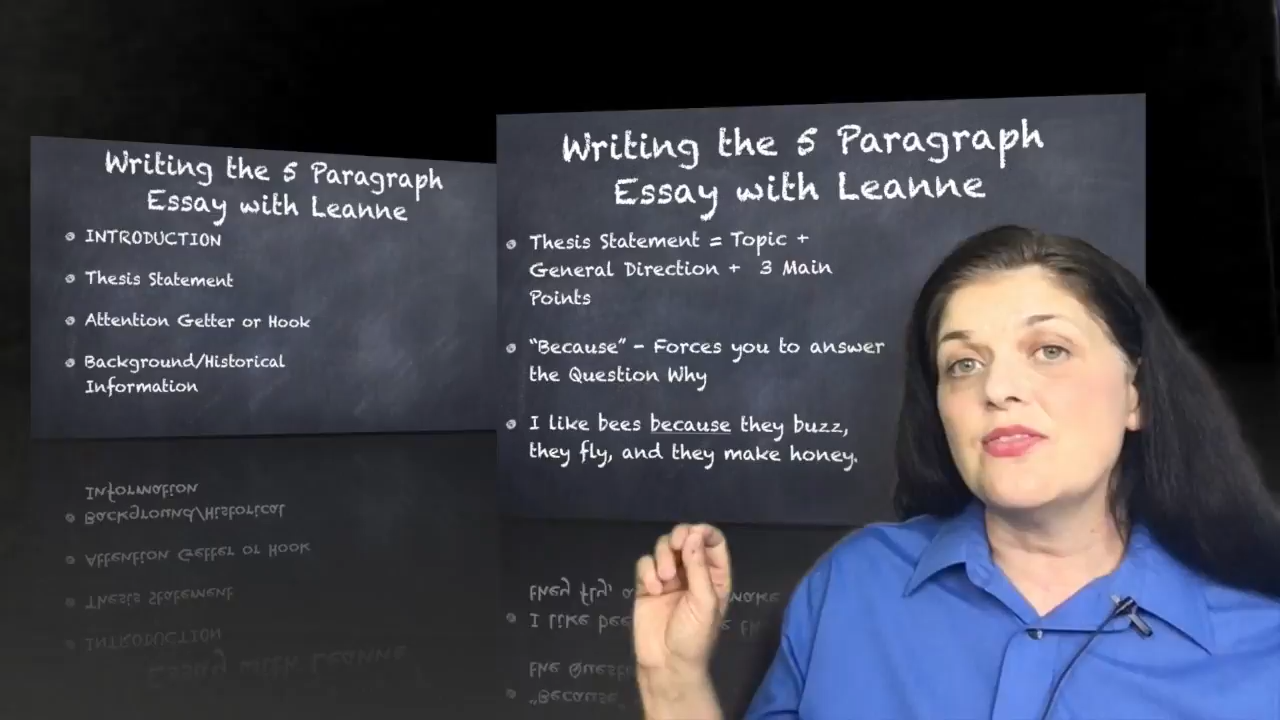 Writing the 5 Paragraph
Essay with Leanne
INTRODUCTION
Thesis Statement
Attention Getter or Hook
Background/Historical
Information
Writing the 5 Paragraph
Essay with Leanne
Thesis Statement = Topic +
General Direction + 3 Main
Points
"Because" - Forces you to answer
the Question Why
I like bees because they buzz,
they fly, and they make honey.